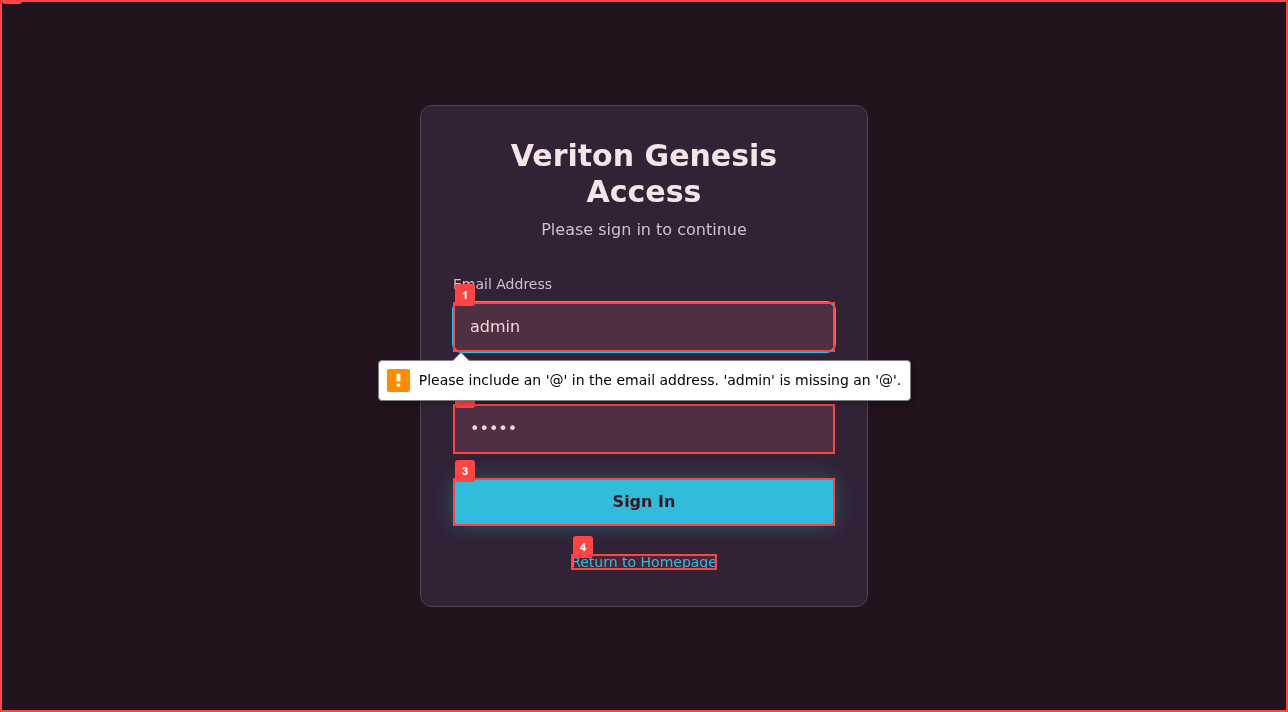 Veriton Genesis
Access
Please sign in to continue
Email Address
1
admin
Please include an '@' in the email address. 'admin' is missing an '@'.
•••••
3
Sign In
4
Return to Homepage